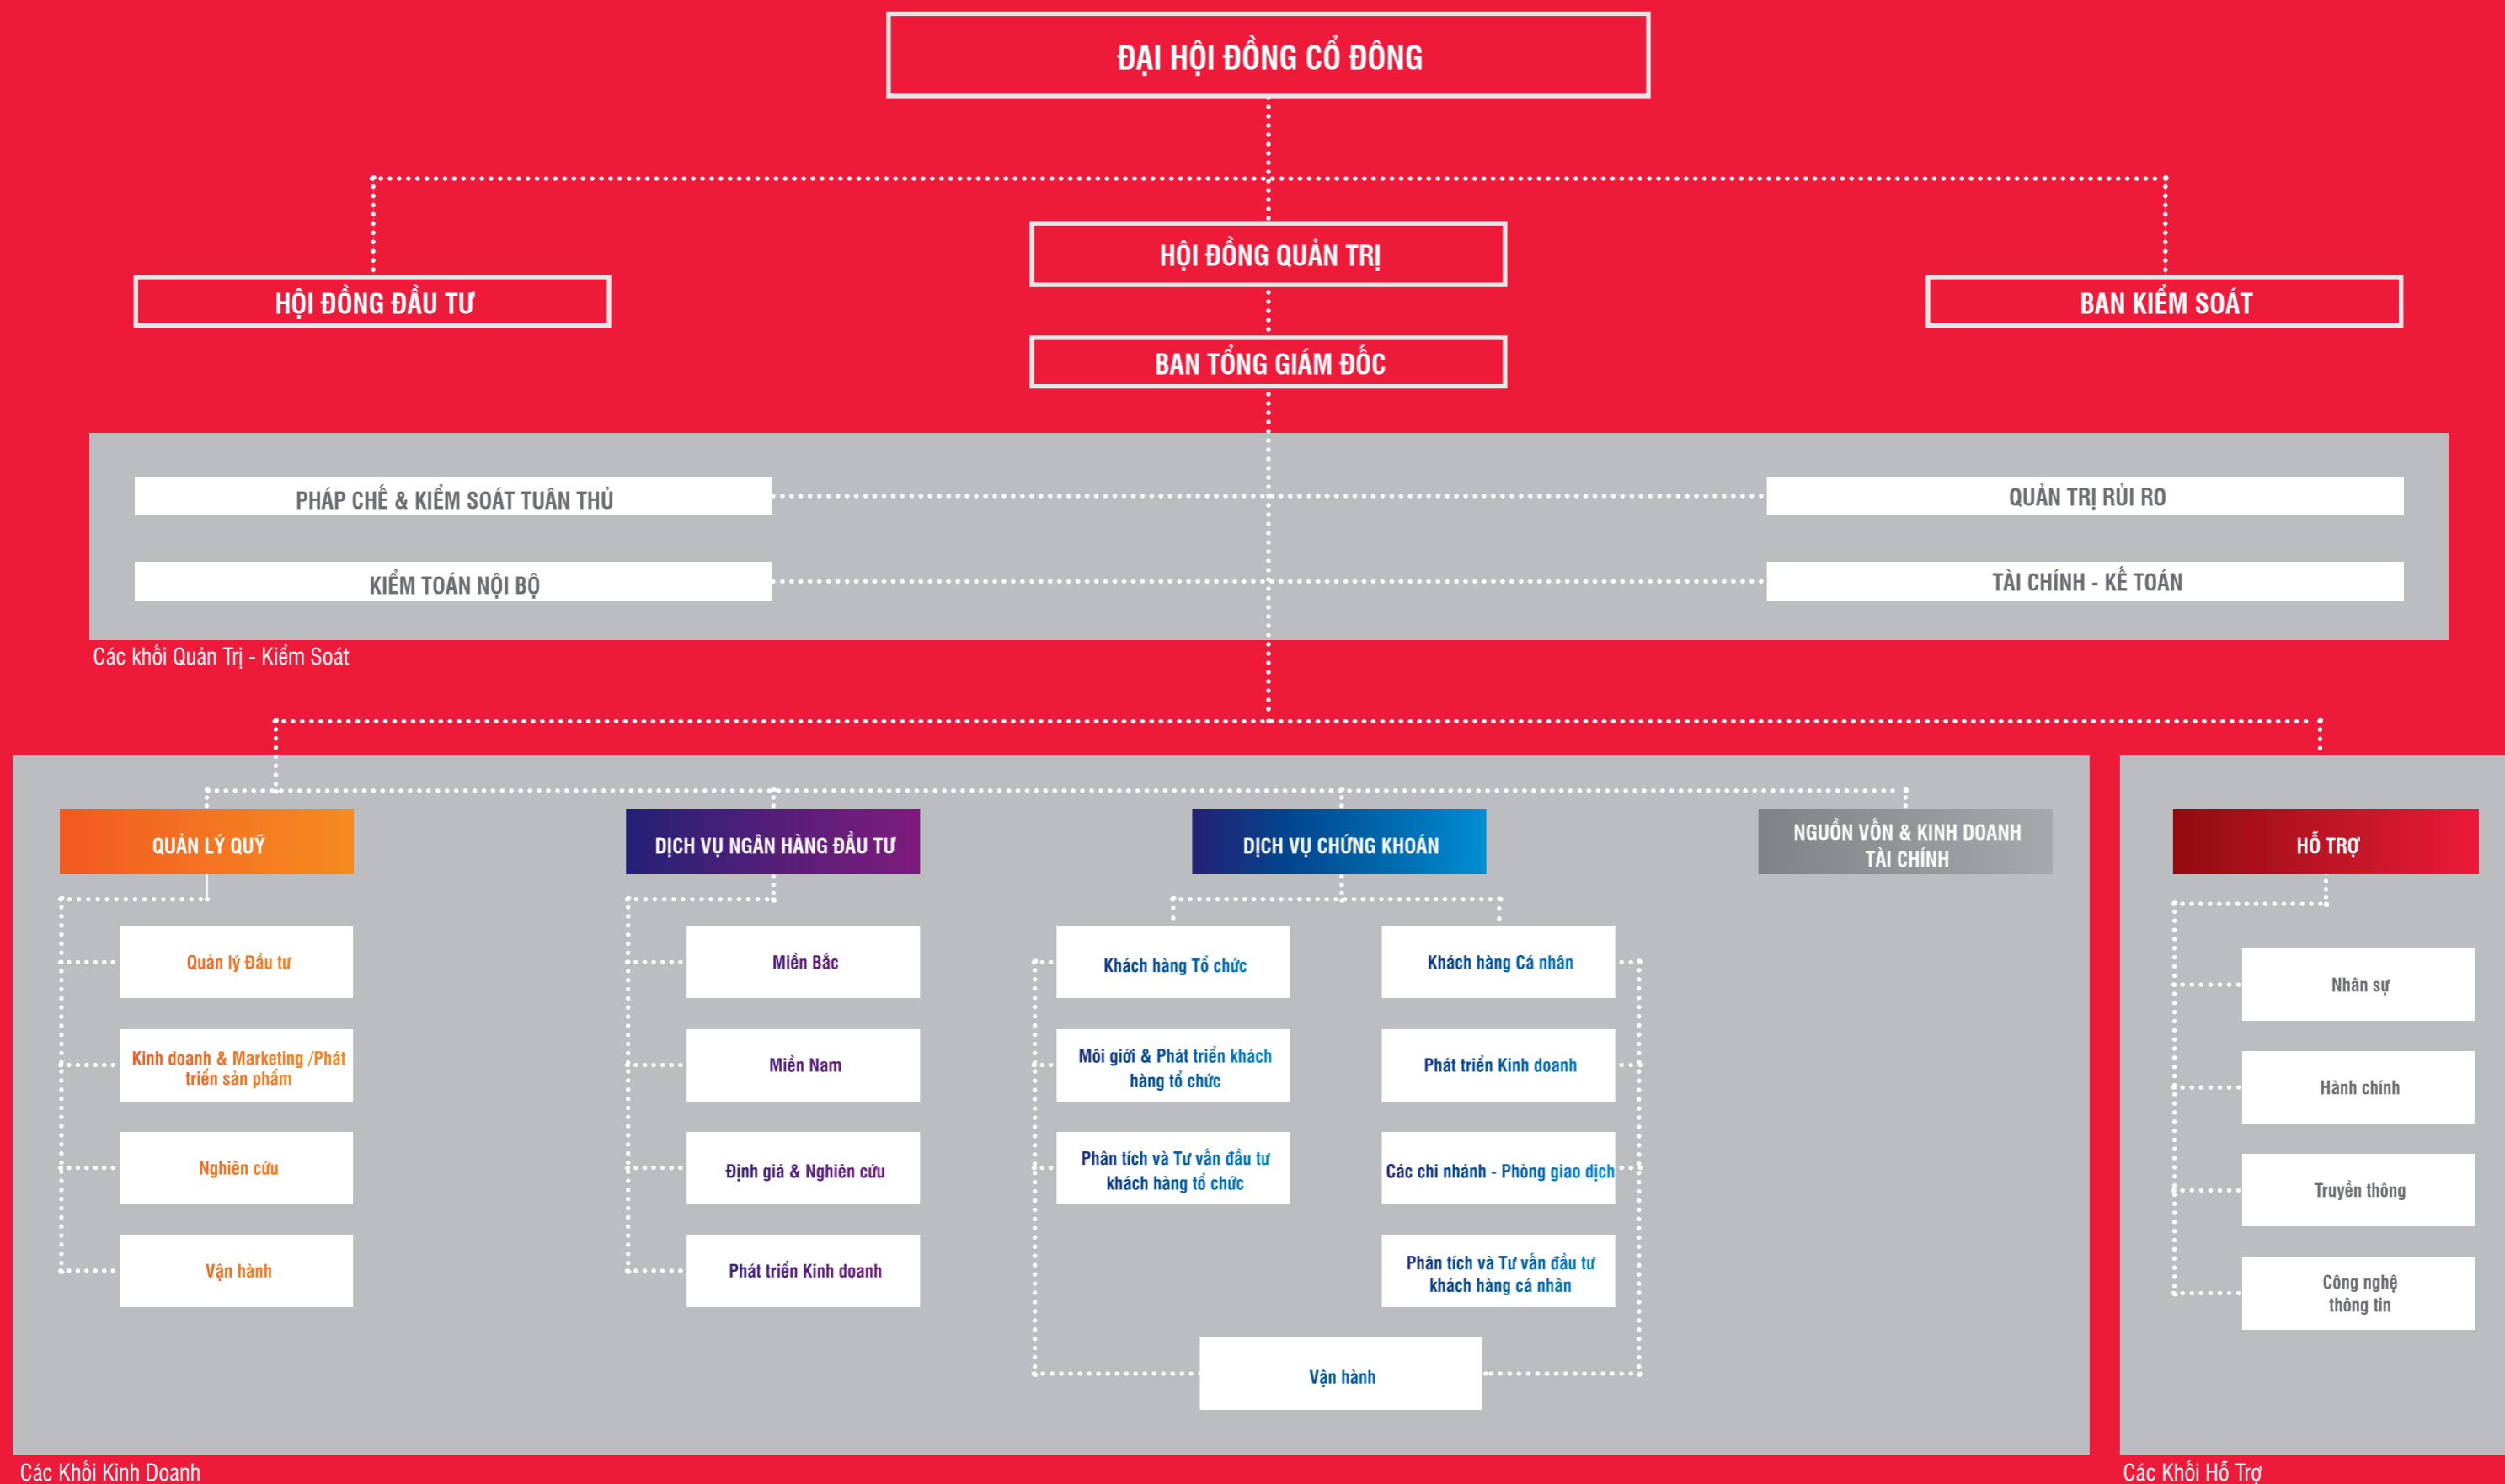 ĐẠI HỘI ĐỒNG CỔ ĐÔNG
HỘI ĐỒNG QUẢN TRỊ
HỘI ĐỒNG ĐẦU TƯ
BAN KIỂM SOÁT
BAN TỔNG GIÁM ĐỐC
PHÁP CHẾ & KIỂM SOÁT TUÂN THỦ
QUẢN TRỊ RỦI RO
KIỂM TOÁN NỘI BỘ
TÀI CHÍNH - KẾ TOÁN
Các khối Quản Trị - Kiểm Soát
QUẢN LÝ QUỸ
DỊCH VỤ NGÂN HÀNG ĐẦU TƯ
DỊCH VỤ CHỨNG KHOÁN
NGUỒN VỐN & KINH DOANH
TÀI CHÍNH
HỖ TRỢ
Quản lý Đầu tư
Kinh doanh & Marketing /Phát
triển sản phẩm
Nghiên cứu
Vận hành
Miền Bắc
Miền Nam
Định giá & Nghiên cứu
Phát triển Kinh doanh
Khách hàng Tổ chức
Môi giới & Phát triển khách
hàng tổ chức
Phân tích và Tư vấn đầu tư
khách hàng tổ chức
Khách hàng Cá nhân
Phát triển Kinh doanh
Các chi nhánh - Phòng giao dịch
Phân tích và Tư vấn đầu tư
khách hàng cá nhân
Vận hành
Nhân sự
Hành chính
Truyền thông
Công nghệ
thông tin
Các Khối Kinh Doanh
Các Khối Hỗ Trợ